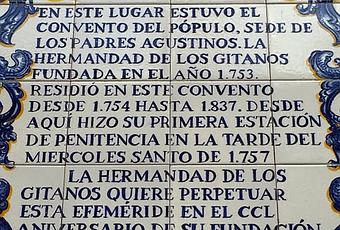 EN ESTE LUGAR ESTUVO EL
CONVENTO DEL PÓPULO, SEDE DE
LOS PADRES AGUSTINOS. LA
HERMANDAD DE LOS GITANOS
FUNDADA EN EL AÑO 1.753.
RESIDIÓ EN ESTE CONVENTO
DESDE 1.754 HASTA 1.837. DESDE
AQUÍ HIZO SU PRIMERA ESTACIÓN
DE PENITENCIA EN LA TARDE DEL
MIERCOLES SANTO DE 1.757
LA HERMANDAD DE LOS
GITANOS QUIERE PERPETUAR
ESTA EFEMÉRIDE EN EL CCL
ANIVERSARIO DE SU FUNDACIÓN